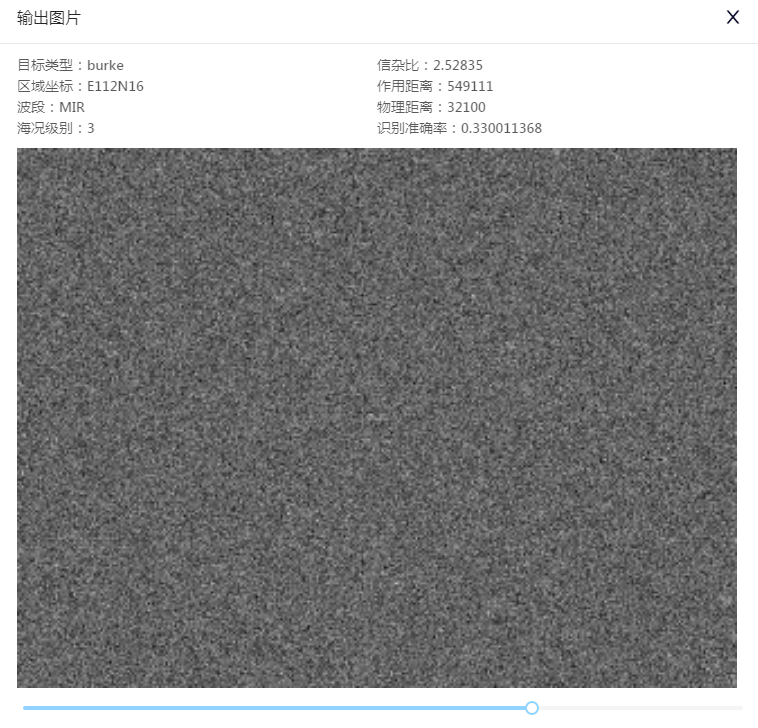 输出图片
目标类型：burke
信杂比：2.52835
区域坐标：E112N16
作用距离：549111
波段：MIR
物理距离：32100
海况级别：3
识别准确率：0.330011368